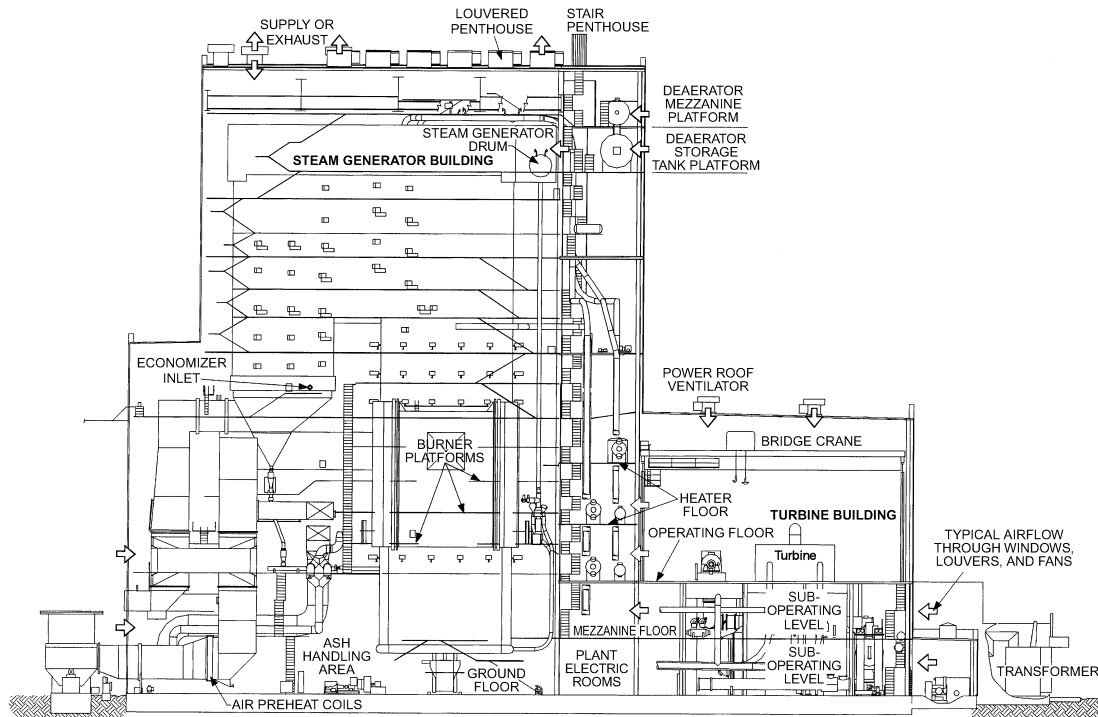 SUPPLY OR
EXHAUST
LOUVERED
PENTHOUSE
STAIR
PENTHOUSE
DEAERATOR
MEZZANINE
PLATFORM
DEAERATOR
STORAGE
TANK PLATFORM
STEAM GENERATOR
DRUM
STEAM GENERATOR BUILDING
ECONOMIZER
INLET
POWER ROOF
VENTILATOR
BRIDGE CRANE
BURNER
PLATFORMS
HEATER
FLOOR
TURBINE BUILDING
OPERATING FLOOR
TYPICAL AIRFLOW
THROUGH WINDOWS,
LOUVERS, AND FANS
Turbine
SUB-
OPERATING
LEVEL
MEZZANINE FLOOR
SUB-
OPERATING
LEVEL
PLANT
ELECTRIC
ROOMS
ASH
HANDLING
AREA
GROUND
FLOOR
TRANSFORMER
AIR PREHEAT COILS